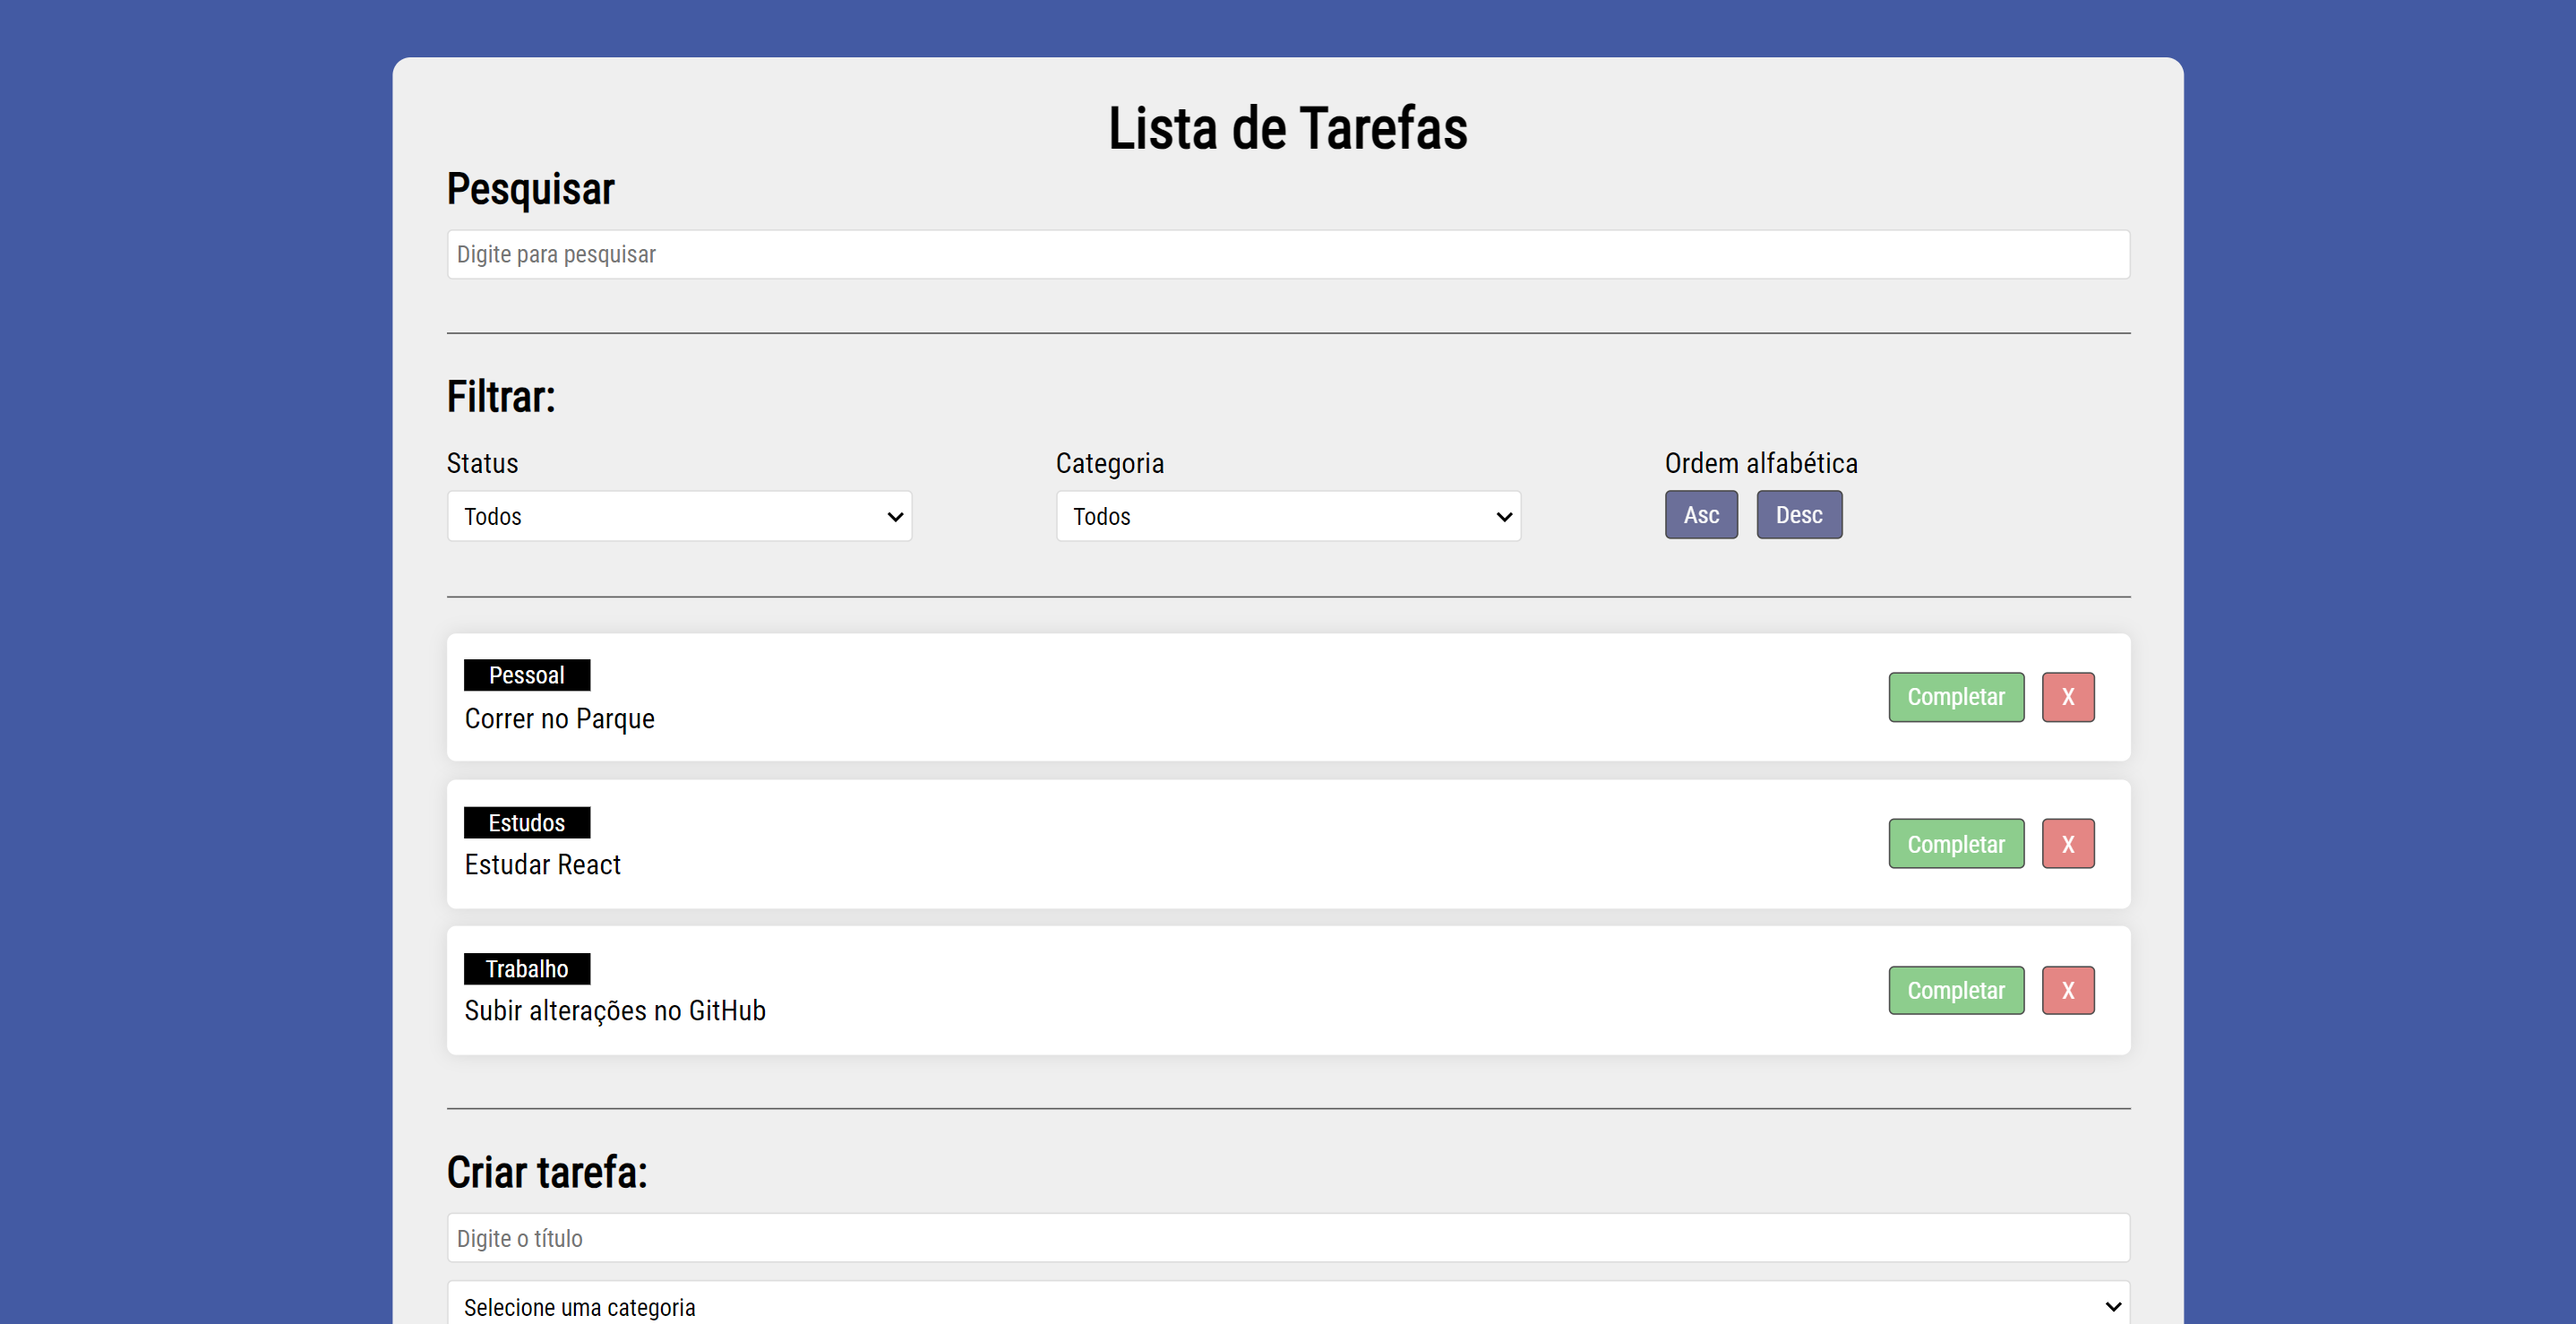 Lista de Tarefas
Pesquisar
Digite para pesquisar
Filtrar:
Status
Todos
Categoria
Todos
Ordem alfabética
Asc Desc
Pessoal
Correr no Parque
Completar X
Estudos
Estudar React
Completar X
Trabalho
Subir alterações no GitHub
Completar X
Criar tarefa:
Digite o título
Selecione uma categoria